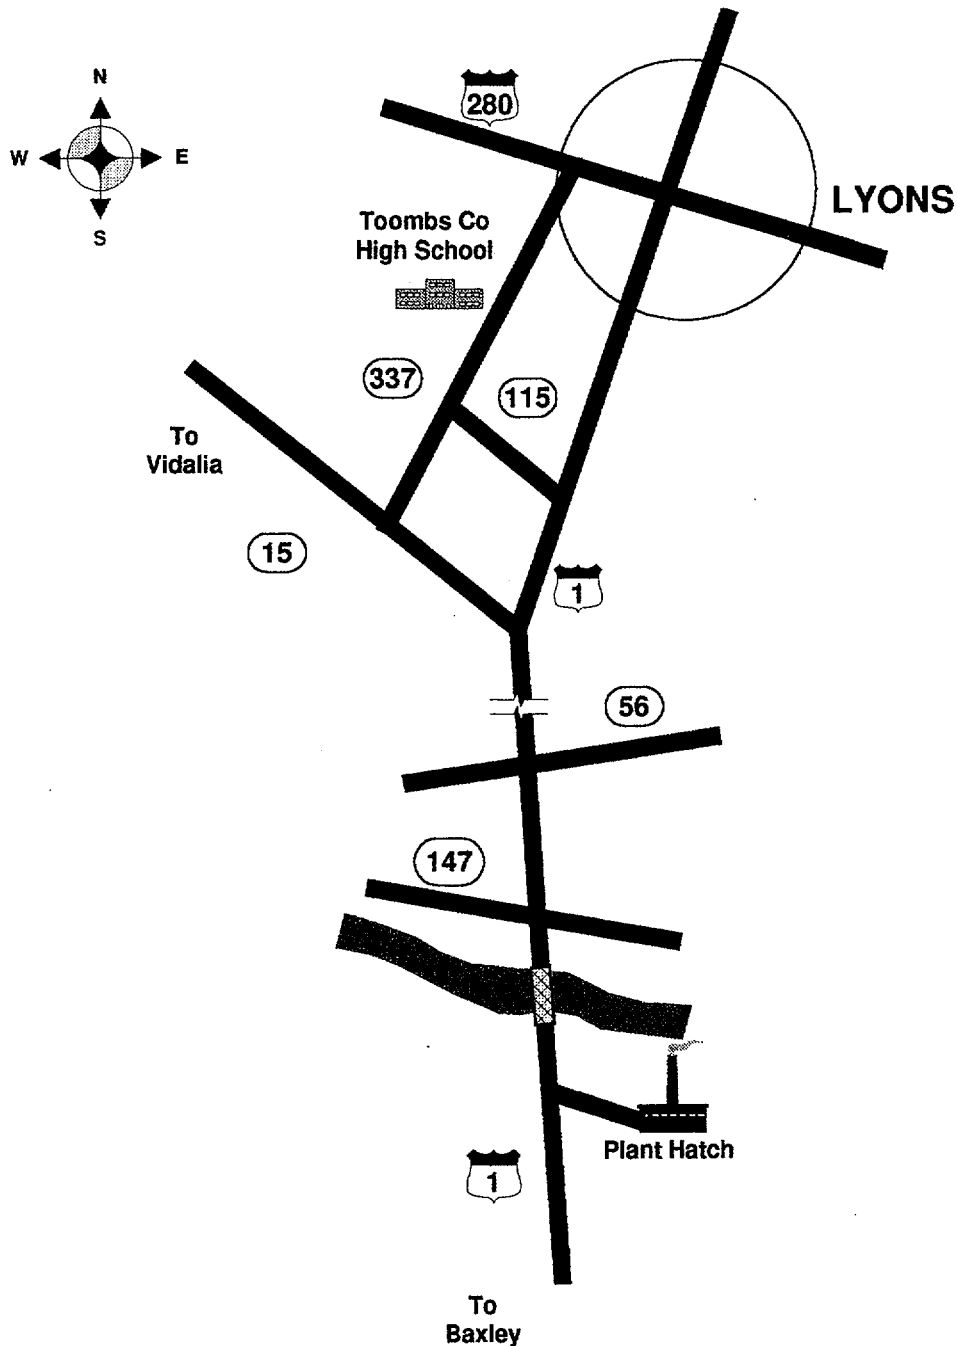 N
W
E
S
280
LYONS
Toombs Co
High School
337
115
To
Vidalia
15
1
56
147
Plant Hatch
1
To
Baxley